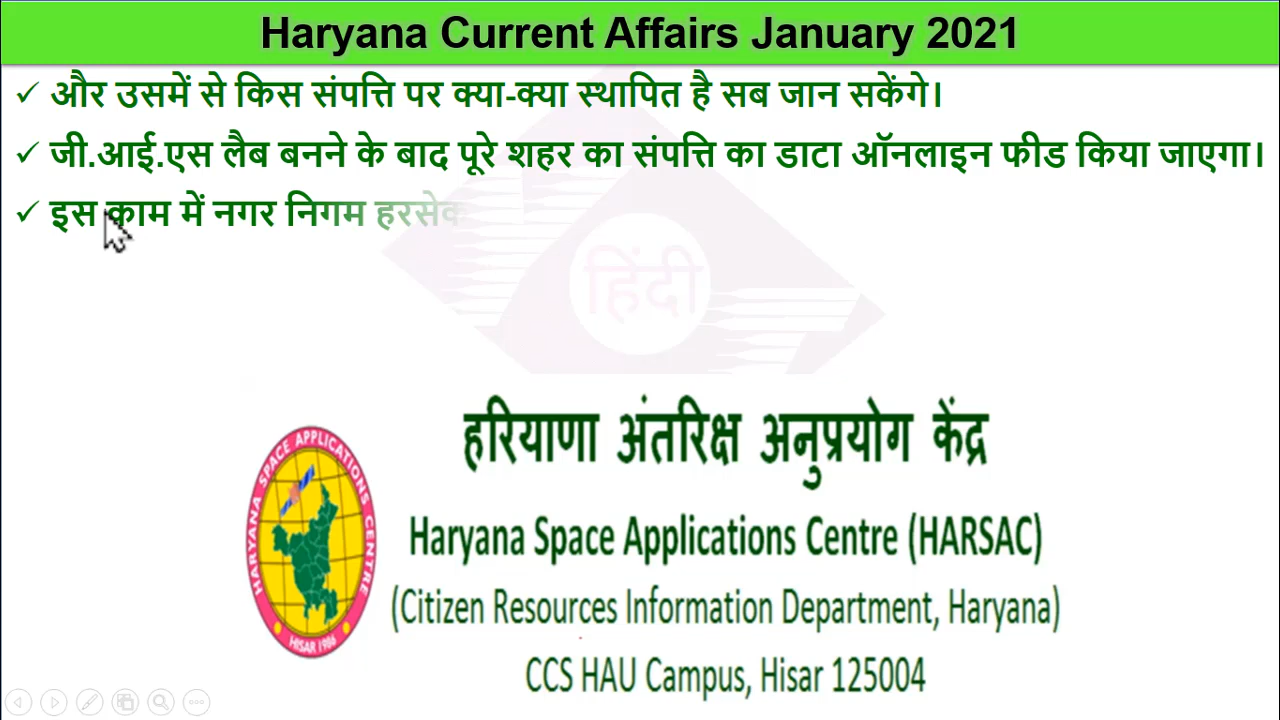 Haryana Current Affairs January 2021
✓ और उसमें से किस संपत्ति पर क्या-क्या स्थापित है सब जान सकेंगे।
✓ जी.आई.एस लैब बनने के बाद पूरे शहर का संपत्ति का डाटा ऑनलाइन फीड किया जाएगा।
✓ इस काम में नगर निगम
हिंदी
हरियाणा अंतरिक्ष अनुप्रयोग केंद्र
HARYANA SPACE APPLICATIONS CENTRE
HISAR 1986
Haryana Space Applications Centre (HARSAC)
(Citizen Resources Information Department, Haryana)
CCS HAU Campus, Hisar 125004